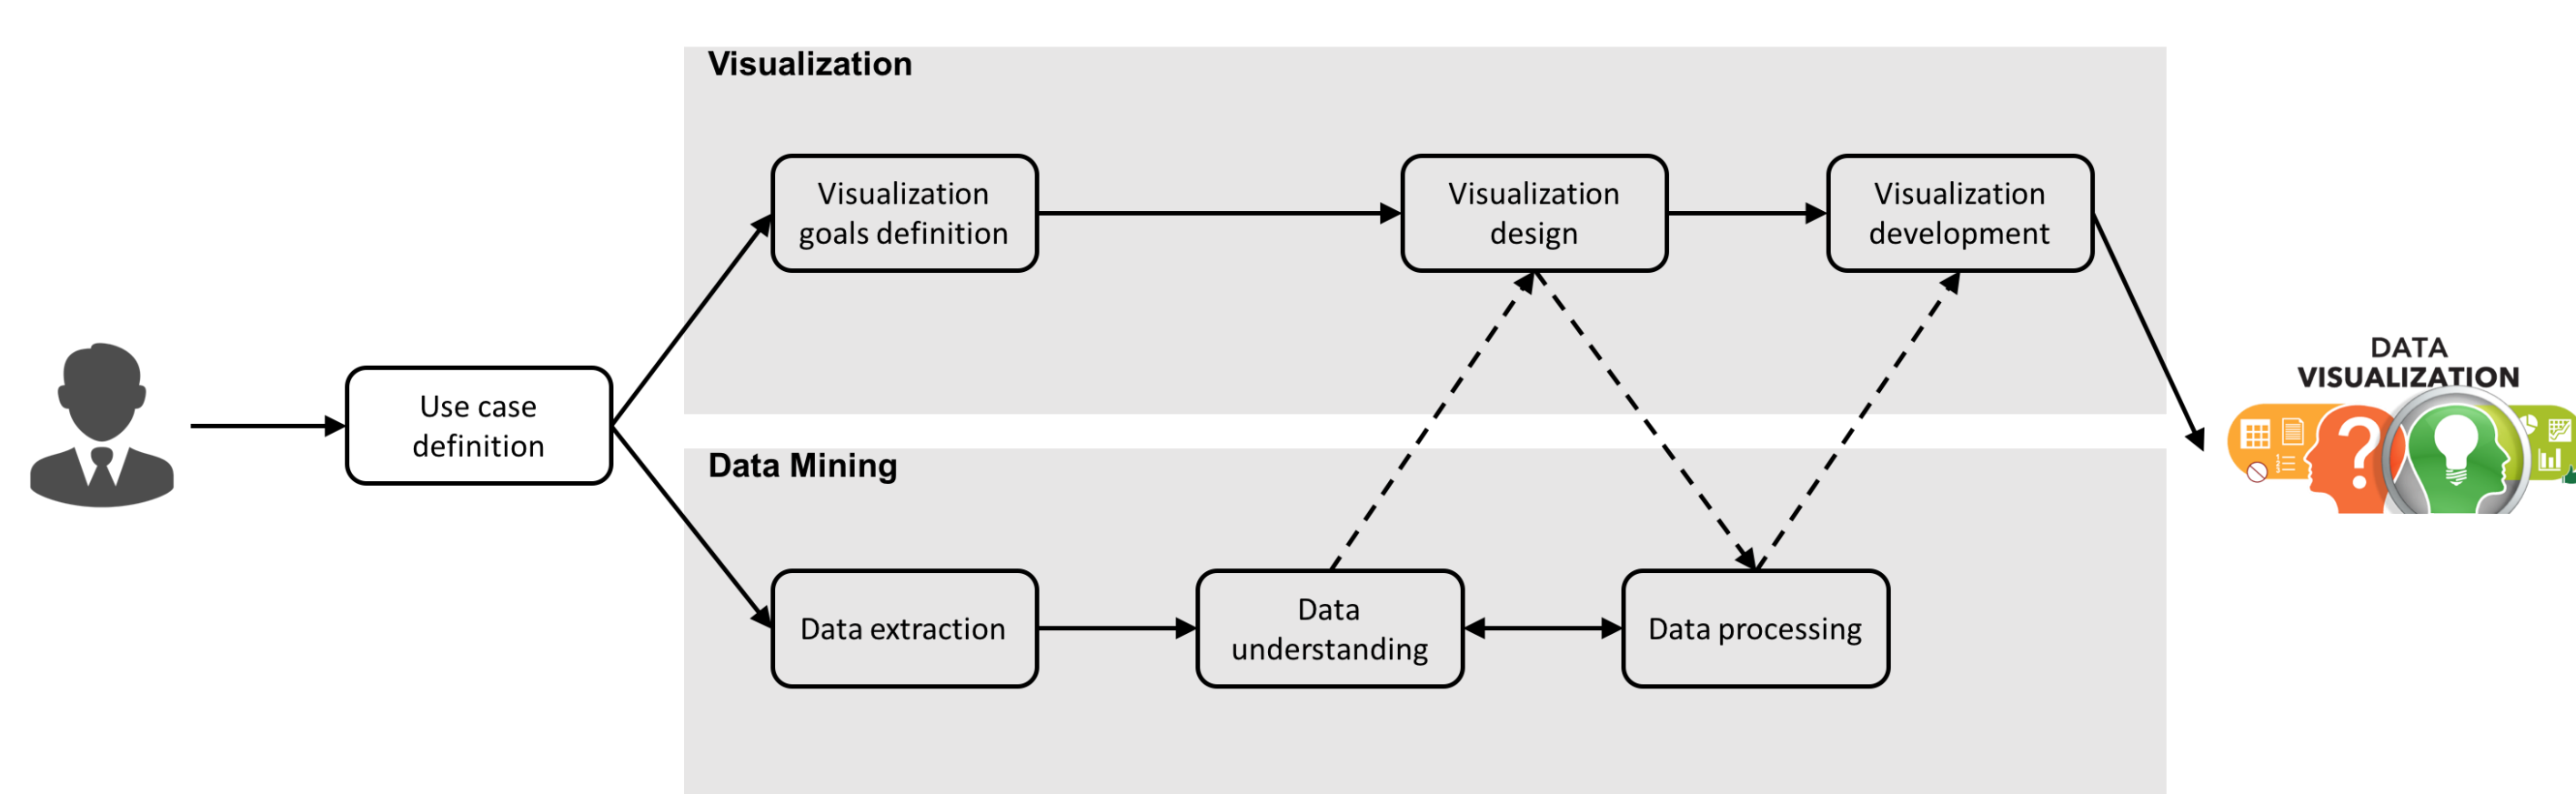 Visualization
Visualization
goals definition
Visualization
design
Visualization
development
Use case
definition
DATA
VISUALIZATION
?
Data Mining
Data extraction
Data
understanding
Data processing